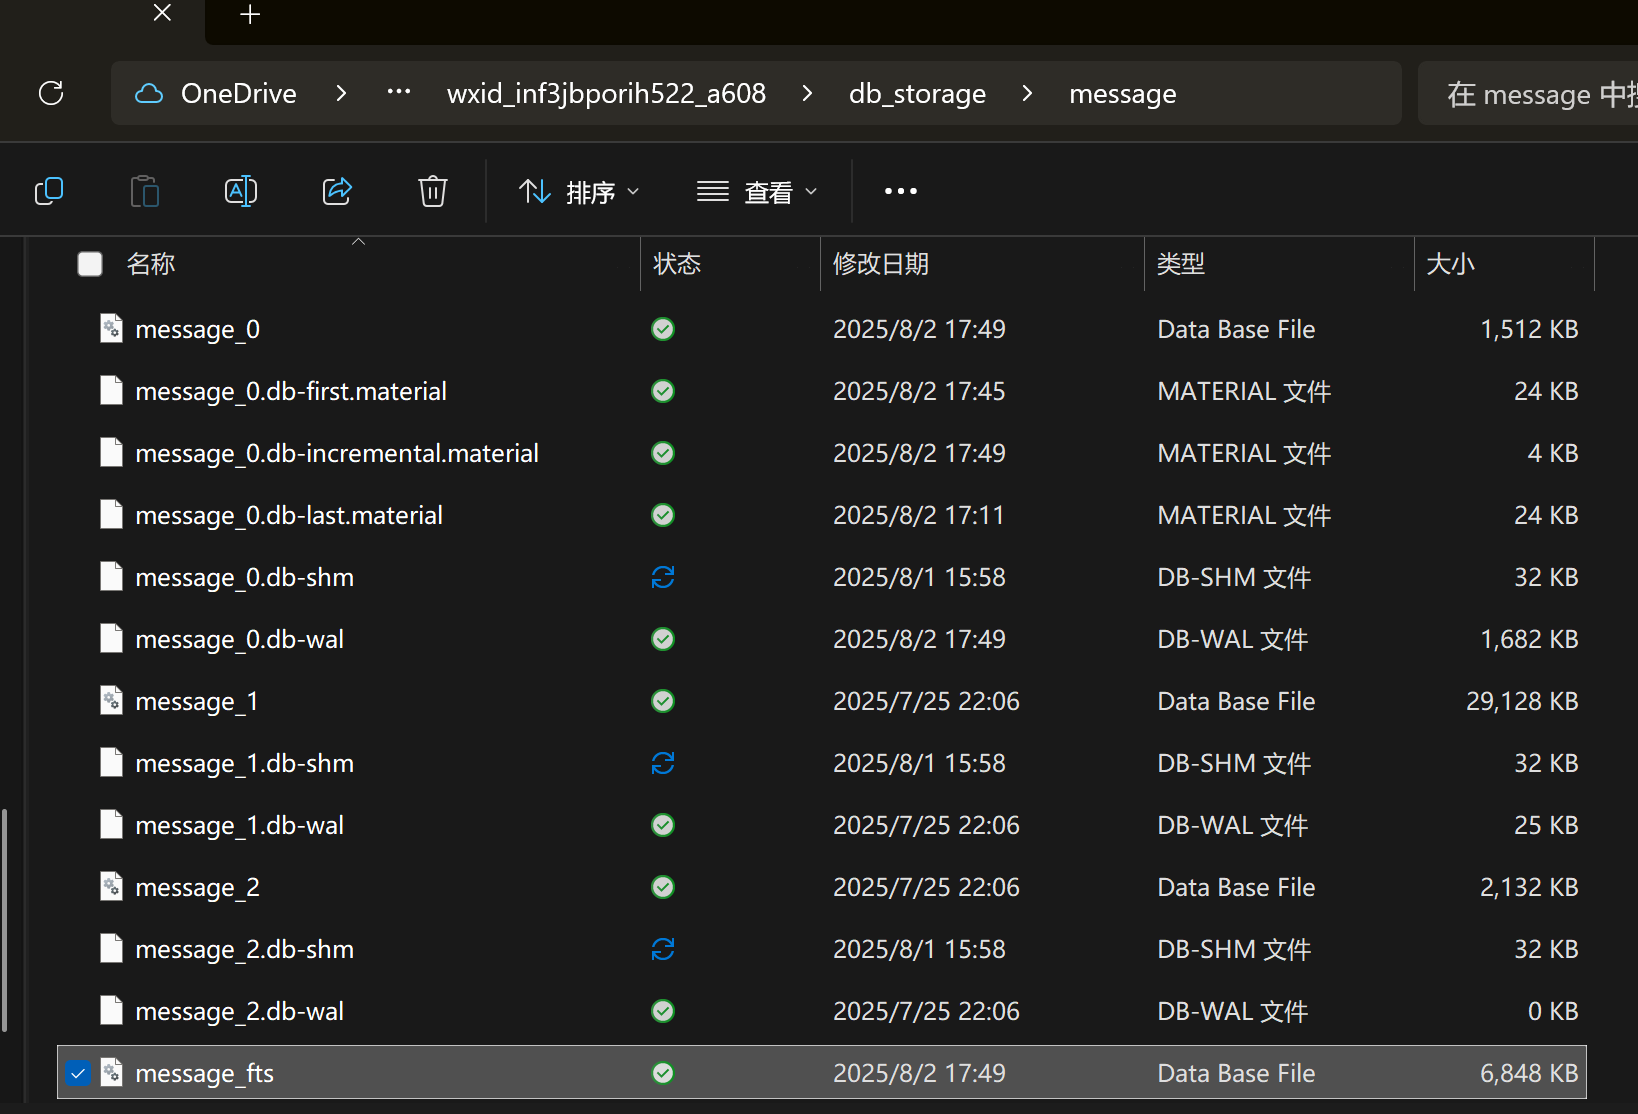 OneDrive > ... wxid_inf3jbporih522_a608 > db_storage > message
在 message 中
排序 查看
名称 状态 修改日期 类型 大小
message_0 2025/8/2 17:49 Data Base File 1,512 KB
message_0.db-first.material 2025/8/2 17:45 MATERIAL 文件 24 KB
message_0.db-incremental.material 2025/8/2 17:49 MATERIAL 文件 4 KB
message_0.db-last.material 2025/8/2 17:11 MATERIAL 文件 24 KB
message_0.db-shm 2025/8/1 15:58 DB-SHM 文件 32 KB
message_0.db-wal 2025/8/2 17:49 DB-WAL 文件 1,682 KB
message_1 2025/7/25 22:06 Data Base File 29,128 KB
message_1.db-shm 2025/8/1 15:58 DB-SHM 文件 32 KB
message_1.db-wal 2025/7/25 22:06 DB-WAL 文件 25 KB
message_2 2025/7/25 22:06 Data Base File 2,132 KB
message_2.db-shm 2025/8/1 15:58 DB-SHM 文件 32 KB
message_2.db-wal 2025/7/25 22:06 DB-WAL 文件 0 KB
message_fts 2025/8/2 17:49 Data Base File 6,848 KB